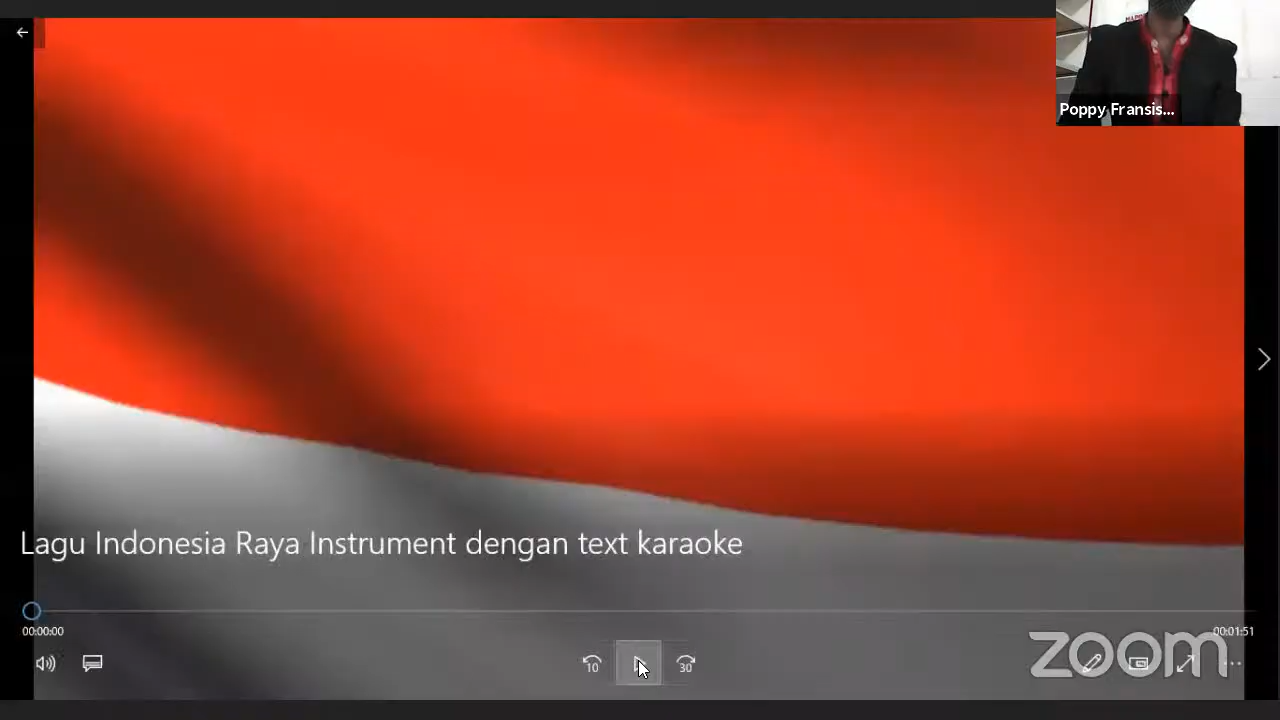 Poppy Fransis...
Lagu Indonesia Raya Instrument dengan text karaoke
00:00:00
00:01:51
10
30
zoom